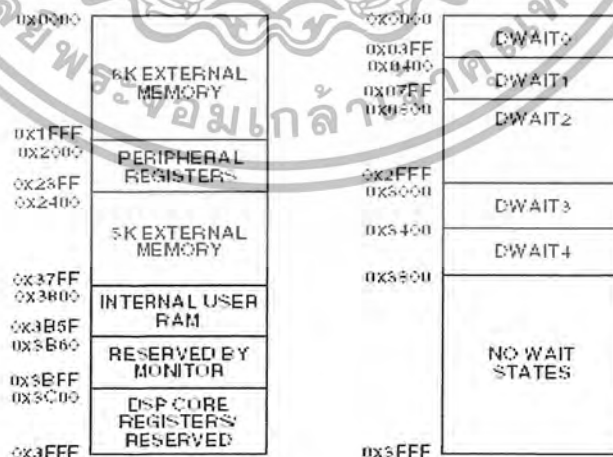 0x0000
8K EXTERNAL
MEMORY
0x1FFF
0x2000
PERIPHERAL
REGISTERS
0x23FF
0x2400
5K EXTERNAL
MEMORY
0x37FF
0x3800
INTERNAL USER
RAM
0x3B5F
0x3B60
RESERVED BY
MONITOR
0x3BFF
0x3C00
DSP CORE
REGISTERS/
RESERVED
0x3FFF
0x0000
DWAIT0
0x03FF
0x0400
DWAIT1
0x07FF
0x0800
DWAIT2
0x2FFF
0x3000
DWAIT3
0x3400
DWAIT4
0x3800
NO WAIT
STATES
0x3FFF